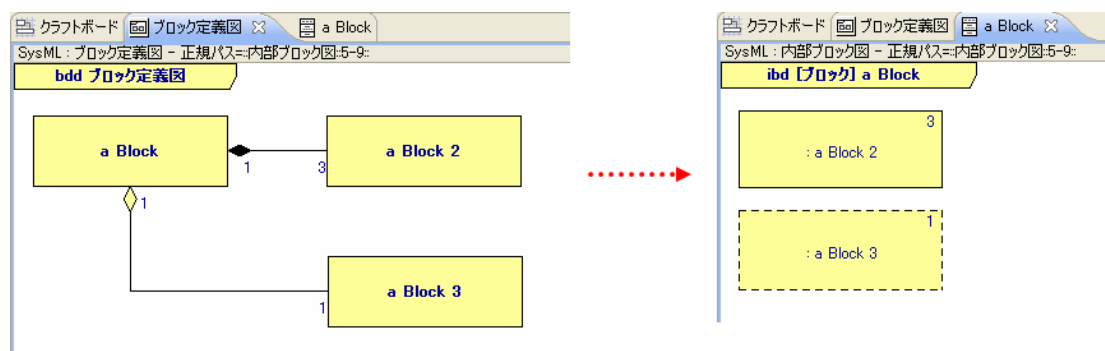 クラフトボード ブロック定義図 a Block
SysML : ブロック定義図 - 正規パス=::内部ブロック図::5-9::
bdd ブロック定義図
a Block
1
3
a Block 2
1
1
a Block 3
クラフトボード ブロック定義図 a Block
SysML : 内部ブロック図 - 正規パス=::内部ブロック図::5-9::
ibd [ブロック] a Block
3
: a Block 2
1
: a Block 3